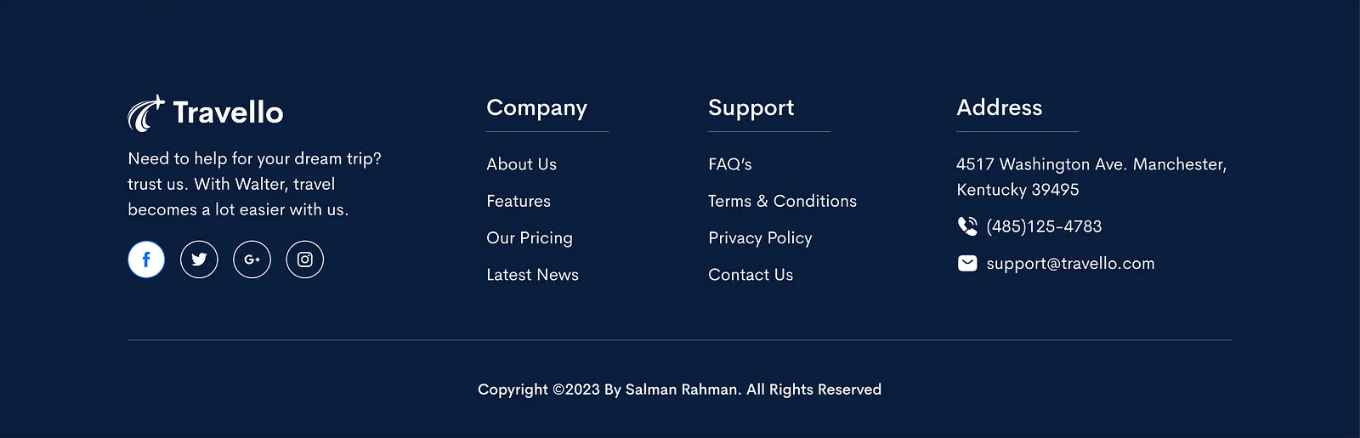 Travello
Need to help for your dream trip?
trust us. With Walter, travel
becomes a lot easier with us.
f
G+
Company
About Us
Features
Our Pricing
Latest News
Support
FAQ's
Terms & Conditions
Privacy Policy
Contact Us
Address
4517 Washington Ave. Manchester,
Kentucky 39495
(485)125-4783
support@travello.com
Copyright ©2023 By Salman Rahman. All Rights Reserved